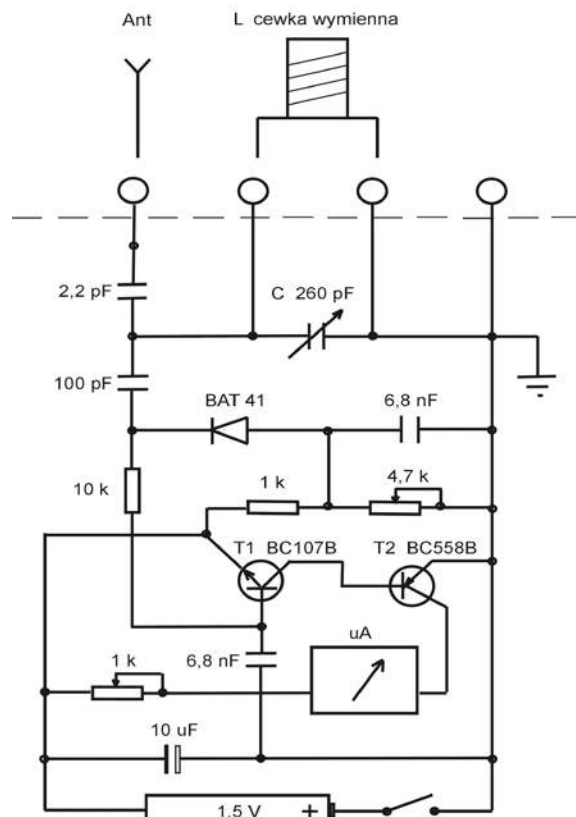 Ant
L cewka wymienna
2,2 pF
C 260 pF
100 pF
BAT 41
6,8 nF
10 k
1 k
4,7 k
T1 BC107B
T2 BC558B
uA
6,8 nF
1 k
10 uF
1,5 V
+